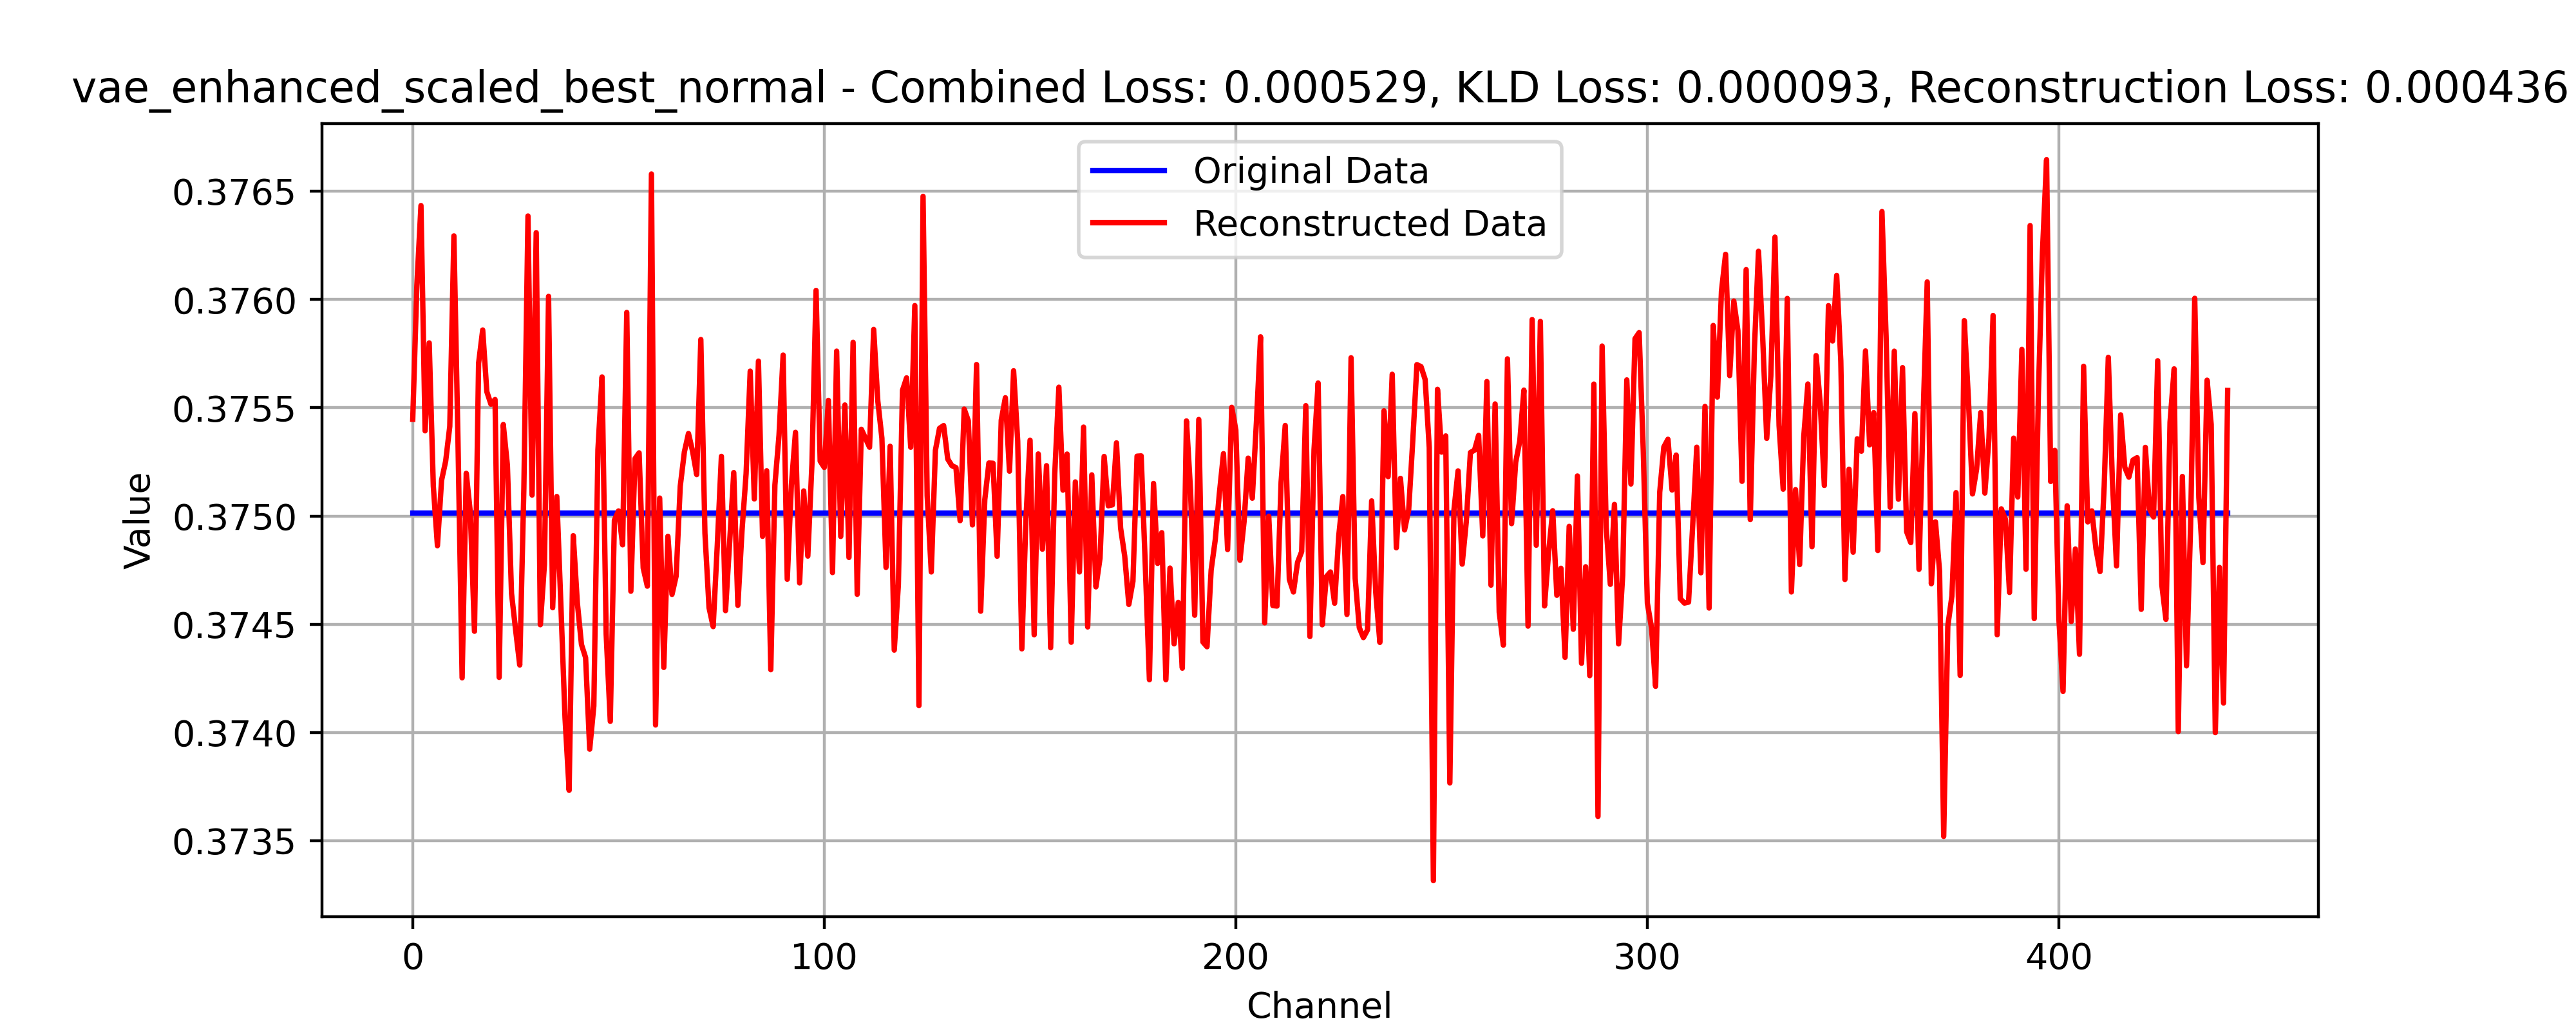 vae_enhanced_scaled_best_normal - Combined Loss: 0.000529, KLD Loss: 0.000093, Reconstruction Loss: 0.000436
Original Data
Reconstructed Data
0.3765
0.3760
0.3755
0.3750
0.3745
0.3740
0.3735
Value
0 100 200 300 400
Channel